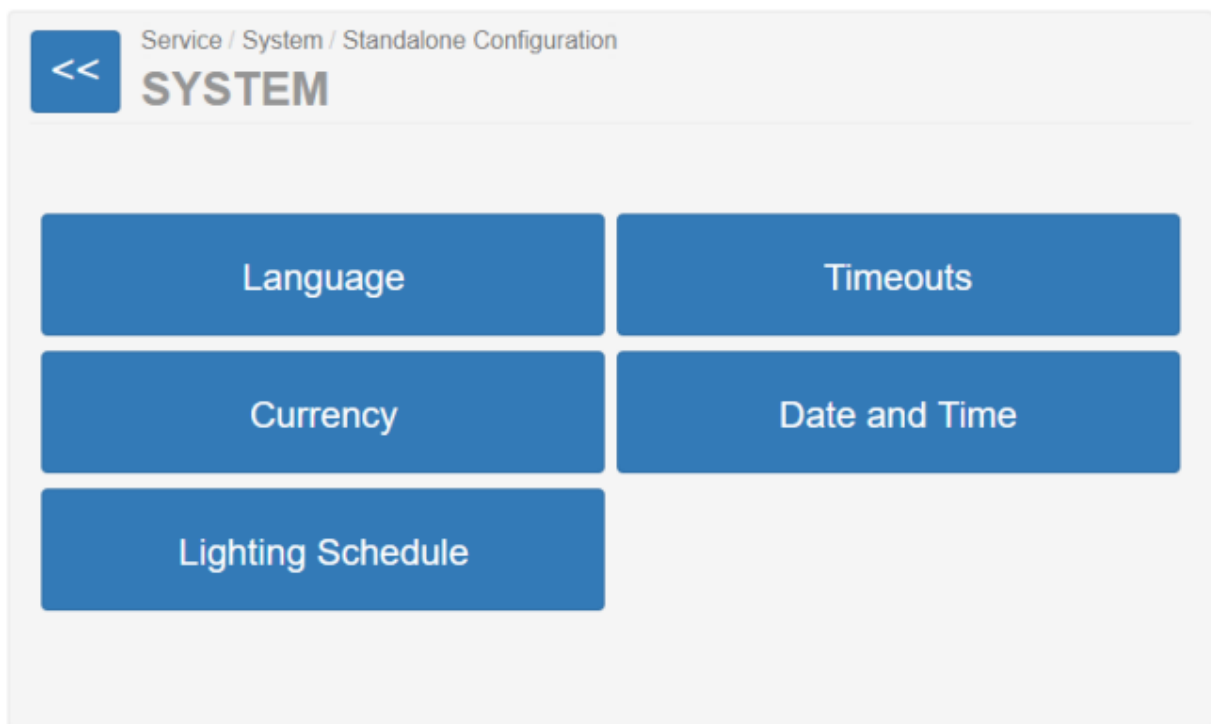 <<
Service / System / Standalone Configuration
SYSTEM
Language
Timeouts
Currency
Date and Time
Lighting Schedule